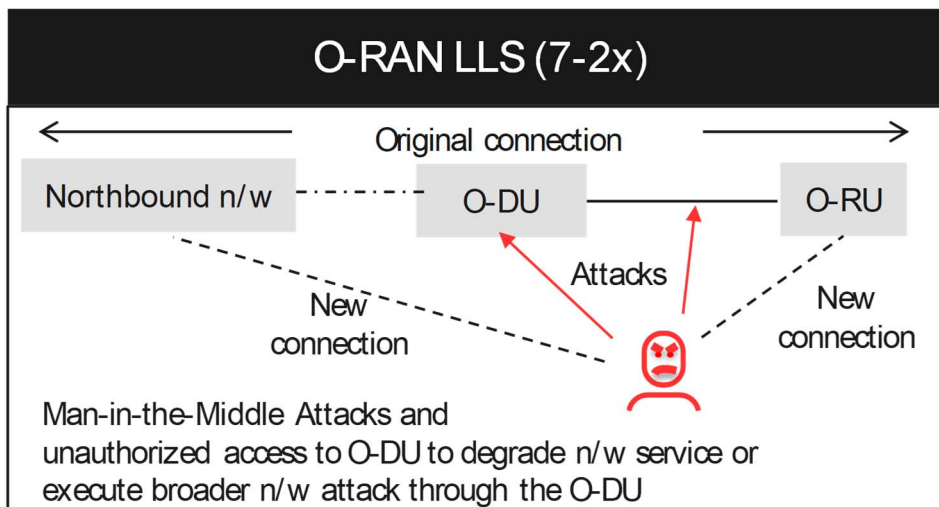 O-RAN LLS (7-2x)
Original connection
Northbound n/w
O-DU
O-RU
Attacks
New
connection
New
connection
Man-in-the-Middle Attacks and
unauthorized access to O-DU to degrade n/w service or
execute broader n/w attack through the O-DU